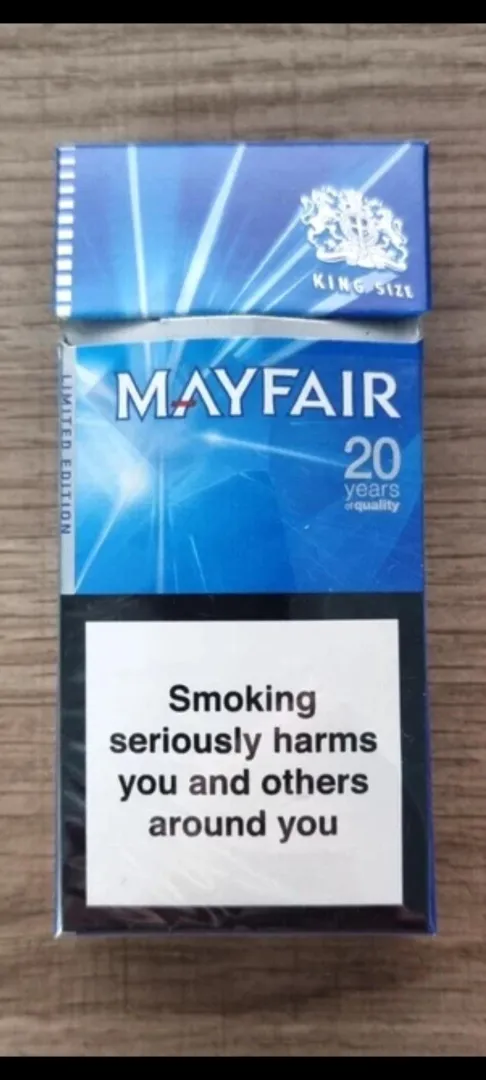 KING SIZE
MAYFAIR
LIMITED EDITION
20
years
of quality
Smoking
seriously harms
you and others
around you